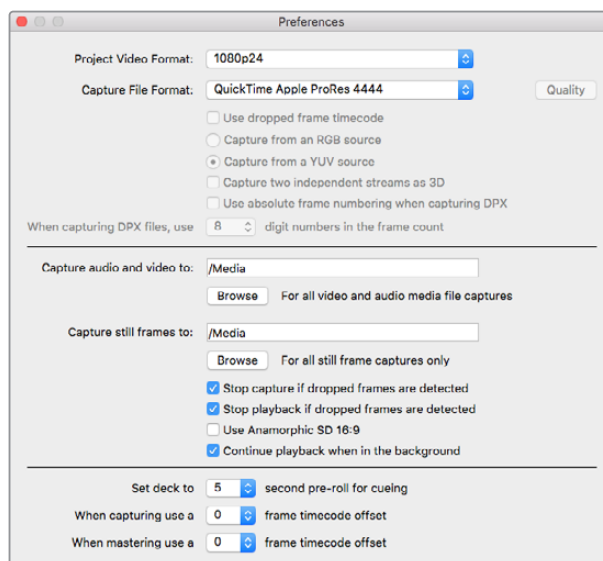 Preferences
Project Video Format: 1080p24
Capture File Format: QuickTime Apple ProRes 4444 Quality
Use dropped frame timecode
Capture from an RGB source
Capture from a YUV source
Capture two independent streams as 3D
Use absolute frame numbering when capturing DPX
When capturing DPX files, use 8 digit numbers in the frame count
Capture audio and video to: /Media
Browse For all video and audio media file captures
Capture still frames to: /Media
Browse For all still frame captures only
Stop capture if dropped frames are detected
Stop playback if dropped frames are detected
Use Anamorphic SD 16:9
Continue playback when in the background
Set deck to 5 second pre-roll for cueing
When capturing use a 0 frame timecode offset
When mastering use a 0 frame timecode offset